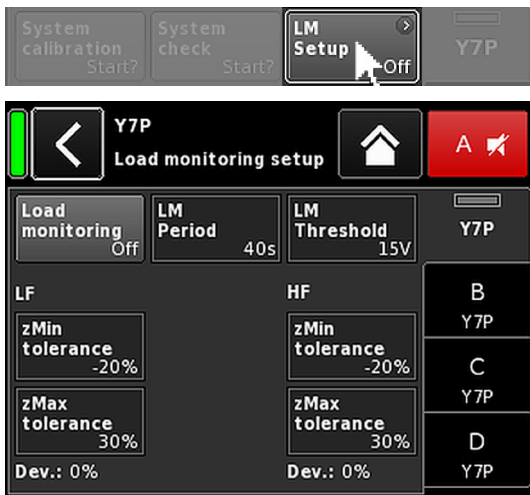 System
calibration
Start?
System
check
Start?
LM
Setup
Off
Y7P
Y7P
Load monitoring setup
A
Load
monitoring
Off
LM
Period
40s
LM
Threshold
15V
Y7P
LF
HF
zMin
tolerance
-20%
zMin
tolerance
-20%
zMax
tolerance
30%
zMax
tolerance
30%
Dev.: 0%
Dev.: 0%
B
Y7P
C
Y7P
D
Y7P